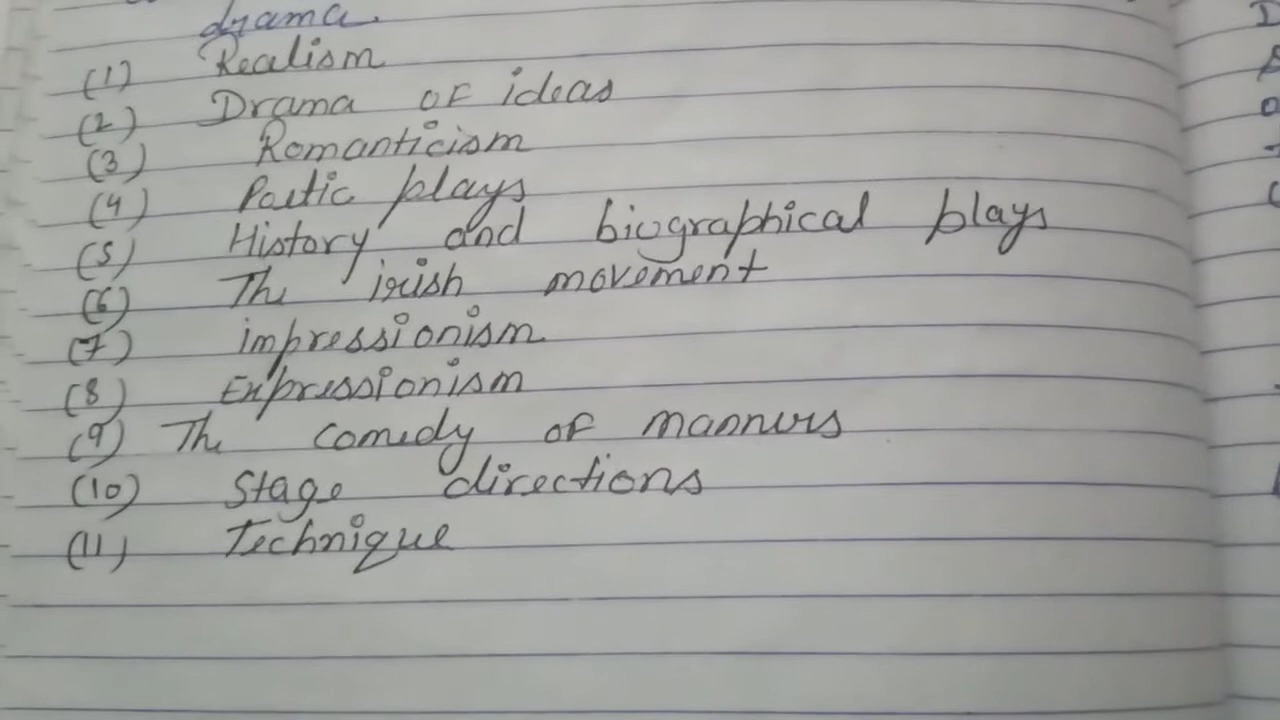 drama.
(1) Realism
(2) Drama of ideas
(3) Romanticism
(4) Poetic plays
(5) History and biographical plays
(6) The irish movement
(7) impressionism
(8) Expressionism
(9) The comedy of manners
(10) Stage directions
(11) Technique